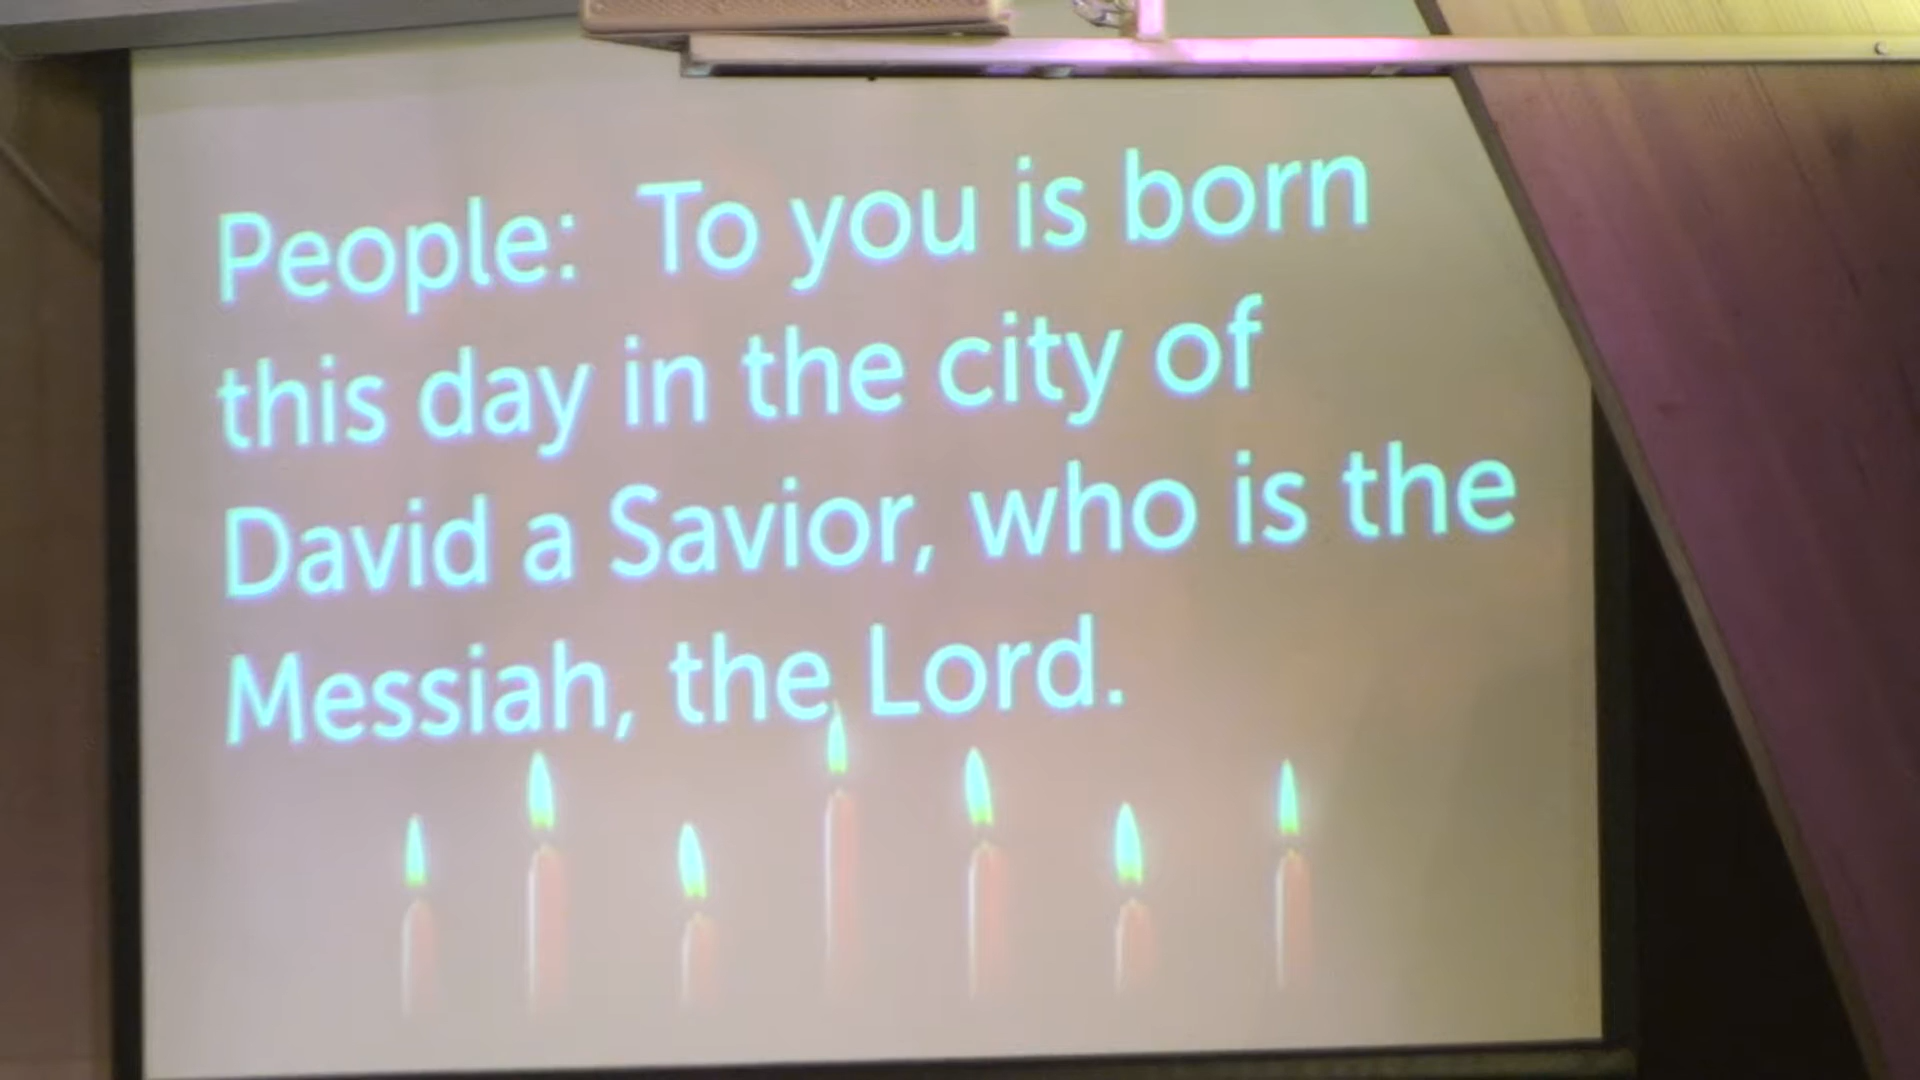 People:  To you is born
this day in the city of
David a Savior, who is the
Messiah, the Lord.